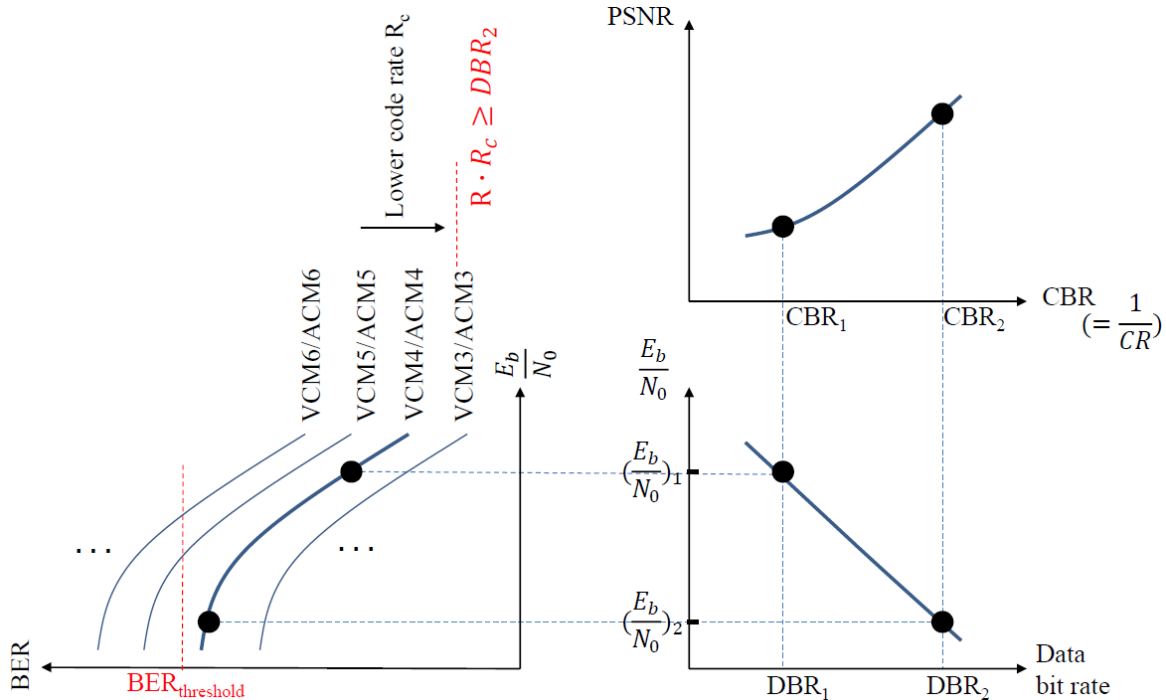 Lower code rate R_c
R · R_c ≥ DBR_2
VCM6/ACM6
VCM5/ACM5
VCM4/ACM4
VCM3/ACM3
E_b/N_0
. . .
. . .
BER
BER_threshold
PSNR
CBR_1
CBR_2
CBR
(= 1/CR)
E_b/N_0
(E_b/N_0)_1
(E_b/N_0)_2
DBR_1
DBR_2
Data
bit rate